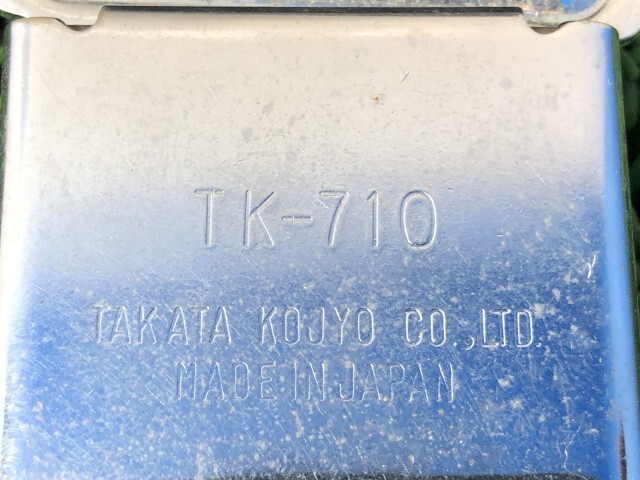 TK-710
TAKATA KOJYO CO.,LTD.
MADE IN JAPAN